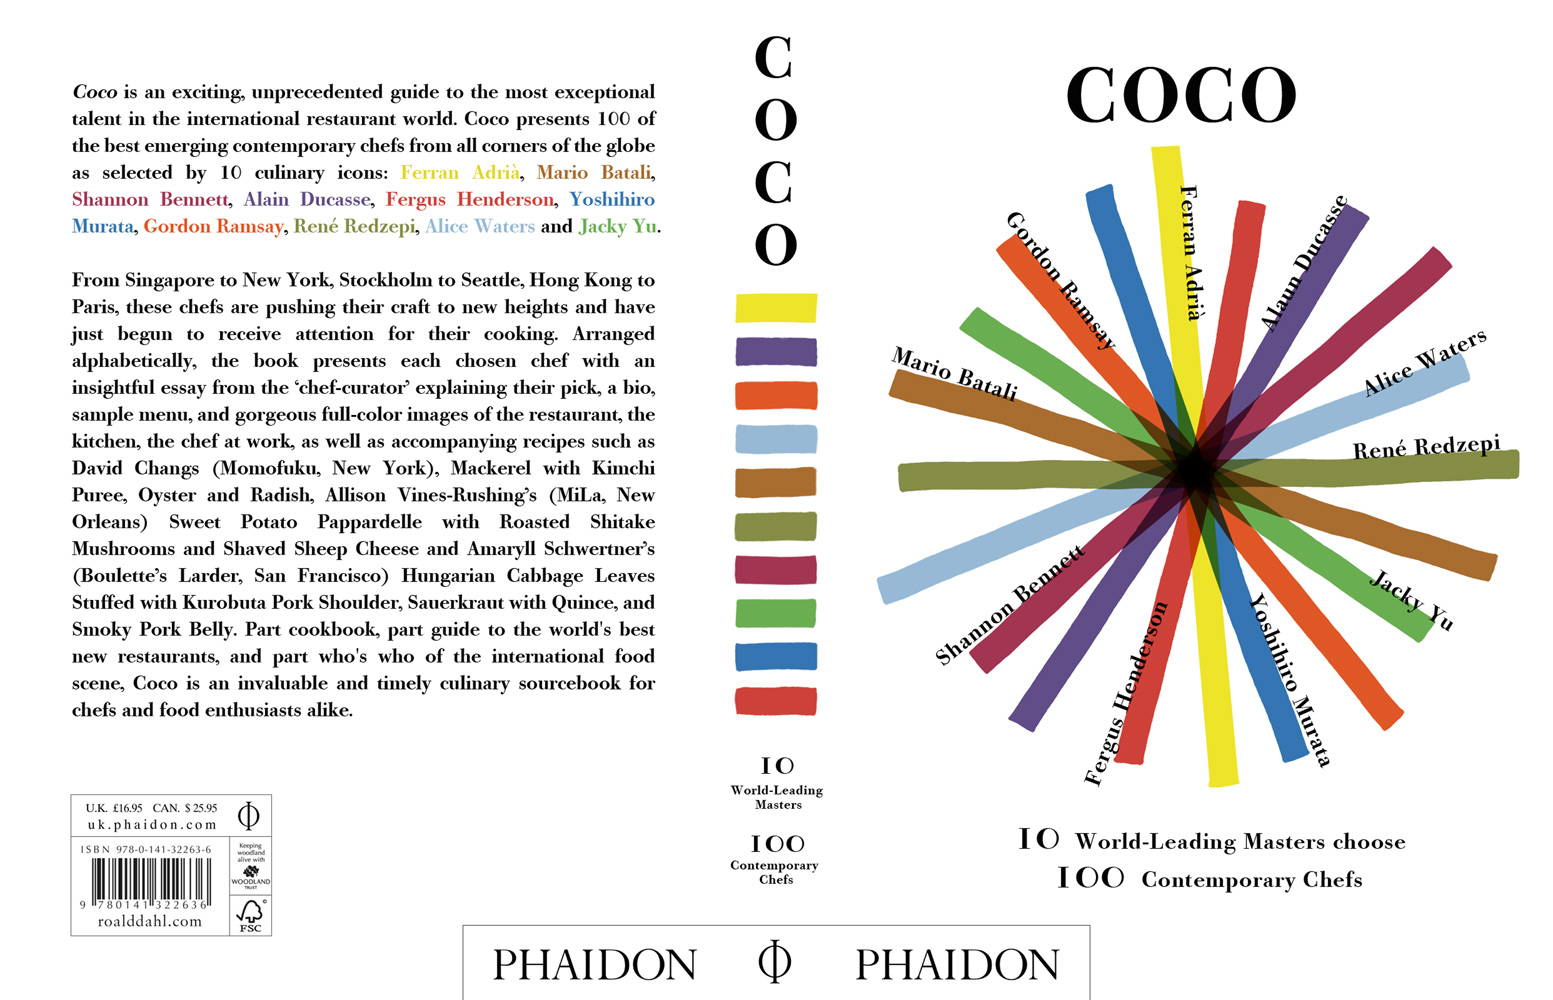 Coco is an exciting, unprecedented guide to the most exceptional
talent in the international restaurant world. Coco presents 100 of
the best emerging contemporary chefs from all corners of the globe
as selected by 10 culinary icons: Ferran Adrià, Mario Batali,
Shannon Bennett, Alain Ducasse, Fergus Henderson, Yoshihiro
Murata, Gordon Ramsay, René Redzepi, Alice Waters and Jacky Yu.
From Singapore to New York, Stockholm to Seattle, Hong Kong to
Paris, these chefs are pushing their craft to new heights and have
just begun to receive attention for their cooking. Arranged
alphabetically, the book presents each chosen chef with an
insightful essay from the ‘chef-curator’ explaining their pick, a bio,
sample menu, and gorgeous full-color images of the restaurant, the
kitchen, the chef at work, as well as accompanying recipes such as
David Changs (Momofuku, New York), Mackerel with Kimchi
Puree, Oyster and Radish, Allison Vines-Rushing’s (MiLa, New
Orleans) Sweet Potato Pappardelle with Roasted Shitake
Mushrooms and Shaved Sheep Cheese and Amaryll Schwertner’s
(Boulette’s Larder, San Francisco) Hungarian Cabbage Leaves
Stuffed with Kurobuta Pork Shoulder, Sauerkraut with Quince, and
Smoky Pork Belly. Part cookbook, part guide to the world's best
new restaurants, and part who's who of the international food
scene, Coco is an invaluable and timely culinary sourcebook for
chefs and food enthusiasts alike.
U.K. £16.95 CAN. $ 25.95
uk.phaidon.com
ISBN 978-0-141-32263-6
9 780141 322636
roalddahl.com
Keeping
woodland
alive with
WOODLAND
TRUST
FSC
C
O
C
O
10
World-Leading
Masters
100
Contemporary
Chefs
COCO
Ferran Adrià
Alaun Ducasse
Gordon Ramsay
Mario Batali
Alice Waters
René Redzepi
Shannon Bennett
Jacky Yu
Fergus Henderson
Yoshihiro Murata
10 World-Leading Masters choose
100 Contemporary Chefs
PHAIDON
PHAIDON